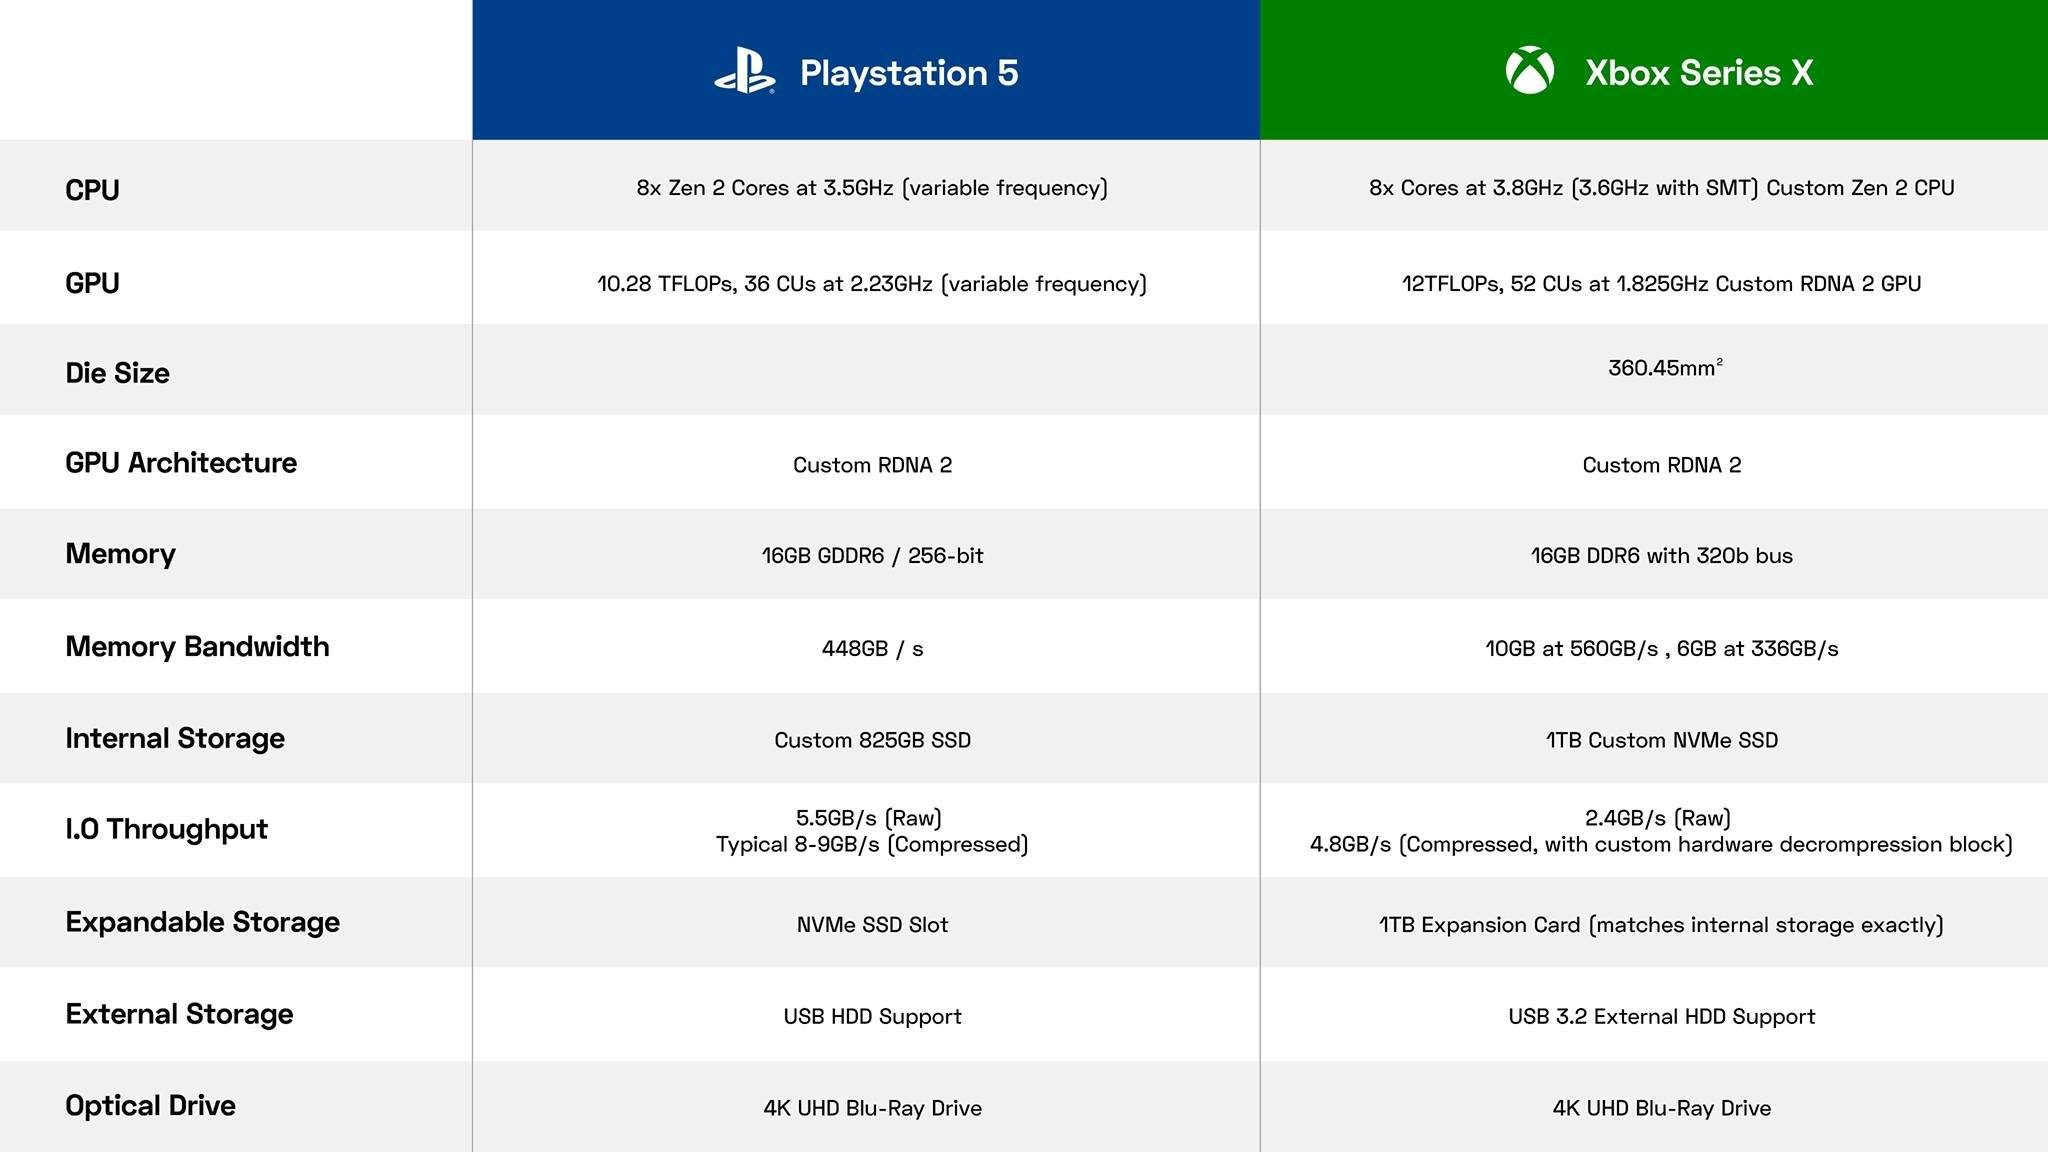 Playstation 5
Xbox Series X
CPU
8x Zen 2 Cores at 3.5GHz (variable frequency)
8x Cores at 3.8GHz (3.6GHz with SMT) Custom Zen 2 CPU
GPU
10.28 TFLOPs, 36 CUs at 2.23GHz (variable frequency)
12TFLOPs, 52 CUs at 1.825GHz Custom RDNA 2 GPU
Die Size
360.45mm²
GPU Architecture
Custom RDNA 2
Custom RDNA 2
Memory
16GB GDDR6 / 256-bit
16GB DDR6 with 320b bus
Memory Bandwidth
448GB / s
10GB at 560GB/s , 6GB at 336GB/s
Internal Storage
Custom 825GB SSD
1TB Custom NVMe SSD
I.O Throughput
5.5GB/s (Raw)
Typical 8-9GB/s (Compressed)
2.4GB/s (Raw)
4.8GB/s (Compressed, with custom hardware decrompression block)
Expandable Storage
NVMe SSD Slot
1TB Expansion Card (matches internal storage exactly)
External Storage
USB HDD Support
USB 3.2 External HDD Support
Optical Drive
4K UHD Blu-Ray Drive
4K UHD Blu-Ray Drive